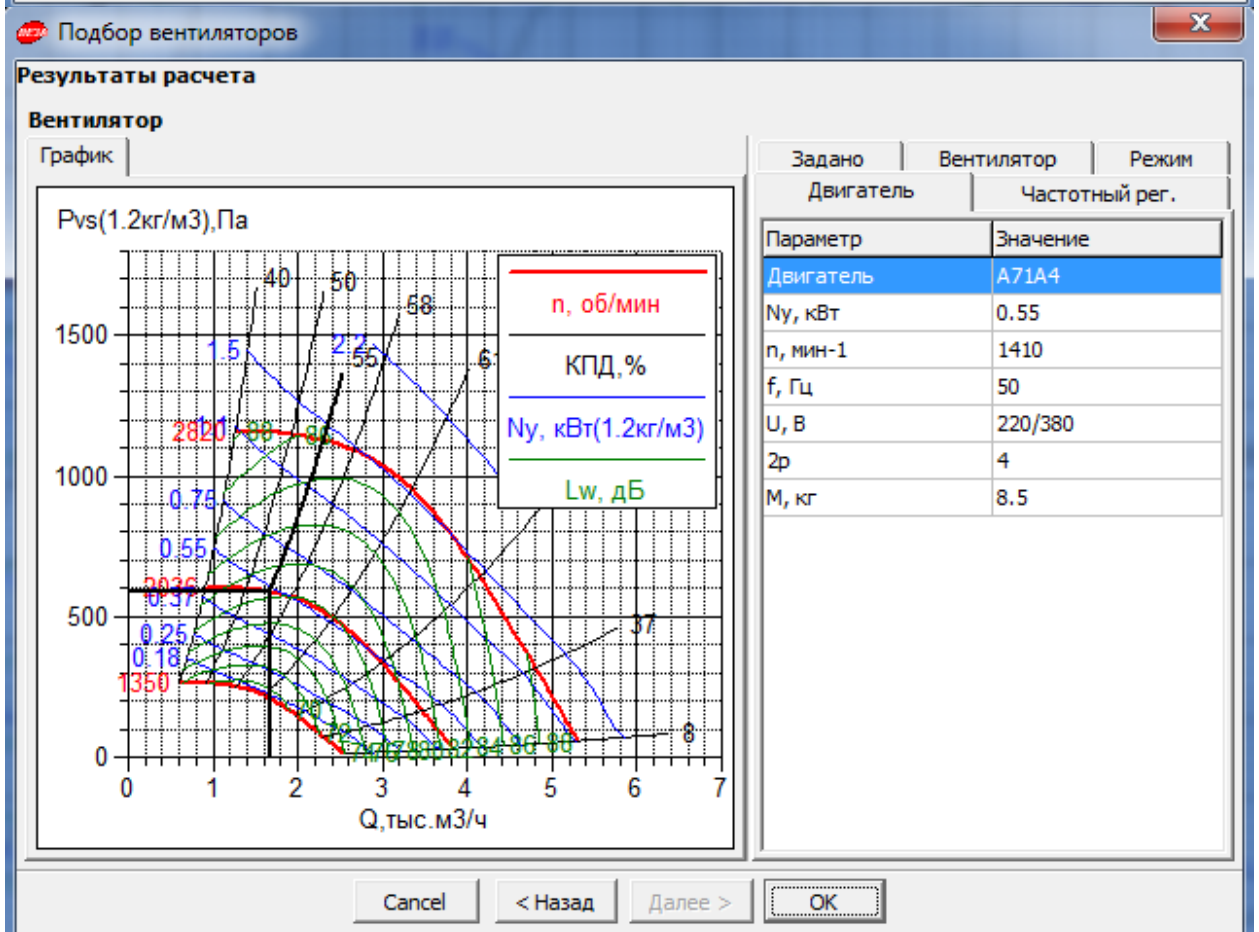 ВЕЗА Подбор вентиляторов X
Результаты расчета
Вентилятор
График
Задано Вентилятор Режим
Двигатель Частотный рег.
Pvs(1.2кг/м3),Па
n, об/мин
КПД,%
Ny, кВт(1.2кг/м3)
Lw, дБ
40 50 58
1500
1.5 2.2 55
2820
1000
0.75
0.55
2036
0.37
500
0.25 37
0.18
1350
0 8
0 1 2 3 4 5 6 7
Q,тыс.м3/ч
Параметр Значение
Двигатель A71A4
Ny, кВт 0.55
n, мин-1 1410
f, Гц 50
U, В 220/380
2p 4
M, кг 8.5
Cancel < Назад Далее > OK